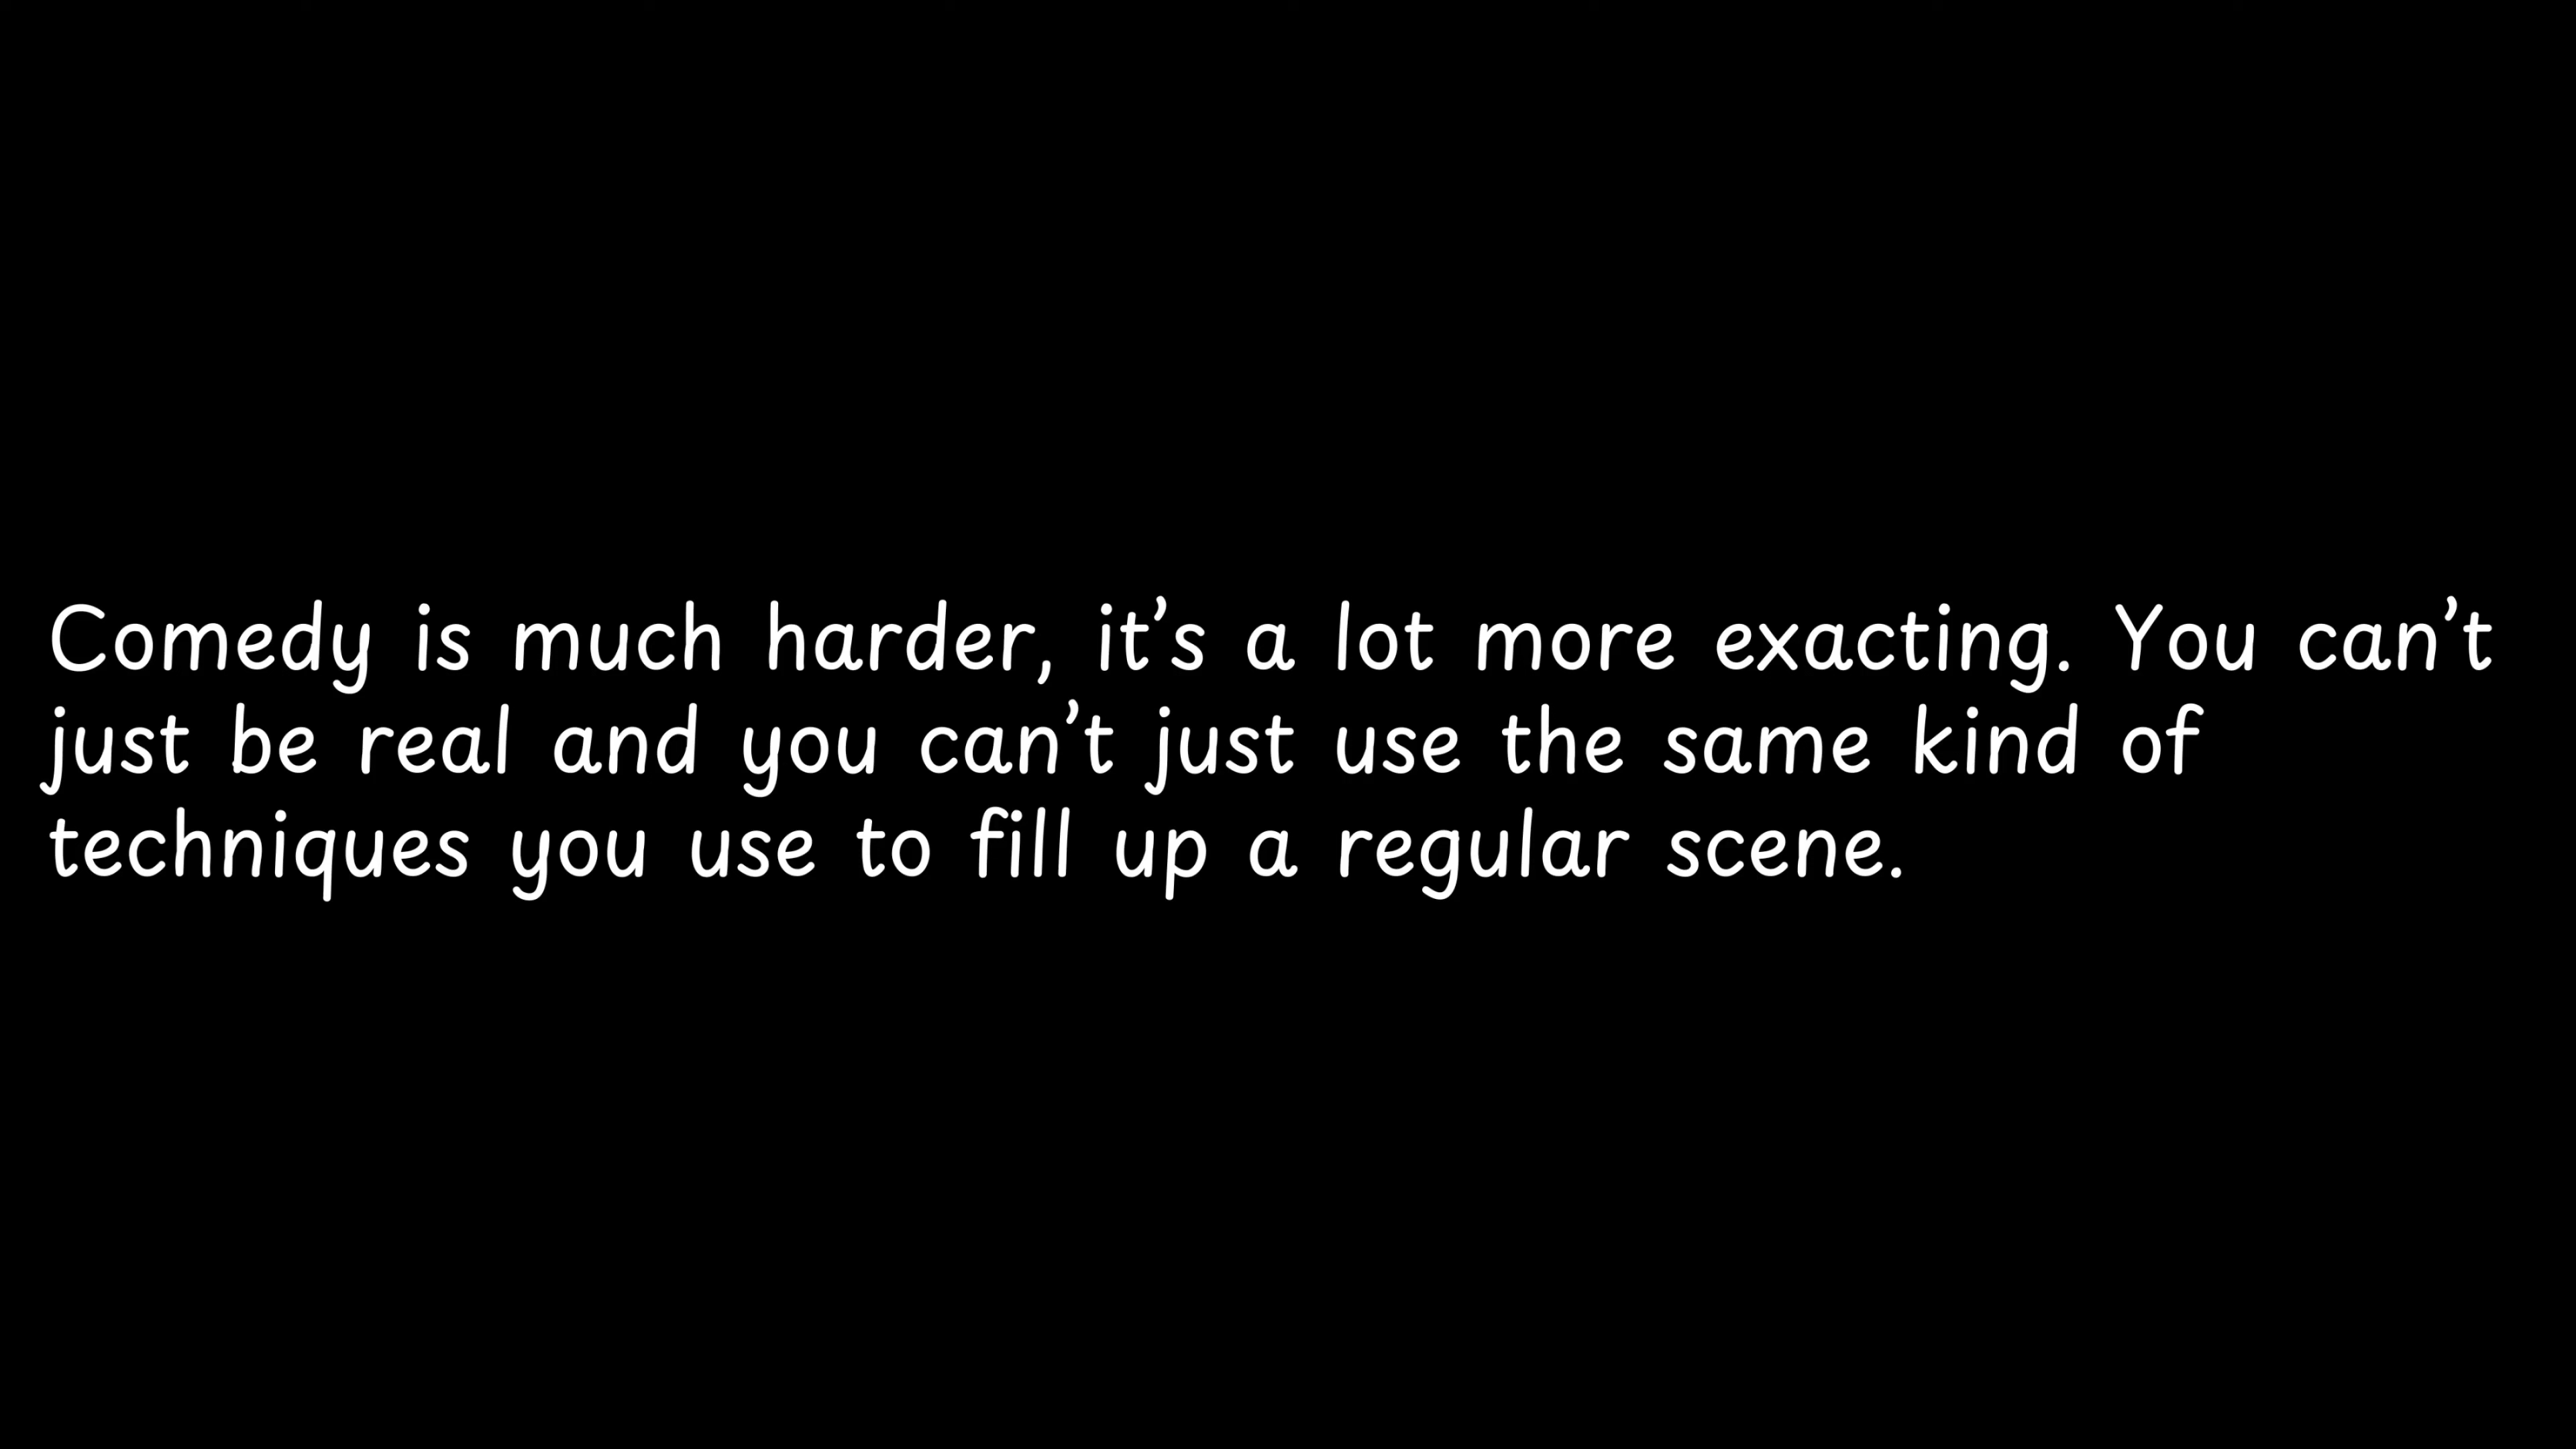 Comedy is much harder, it’s a lot more exacting. You can’t
just be real and you can’t just use the same kind of
techniques you use to fill up a regular scene.